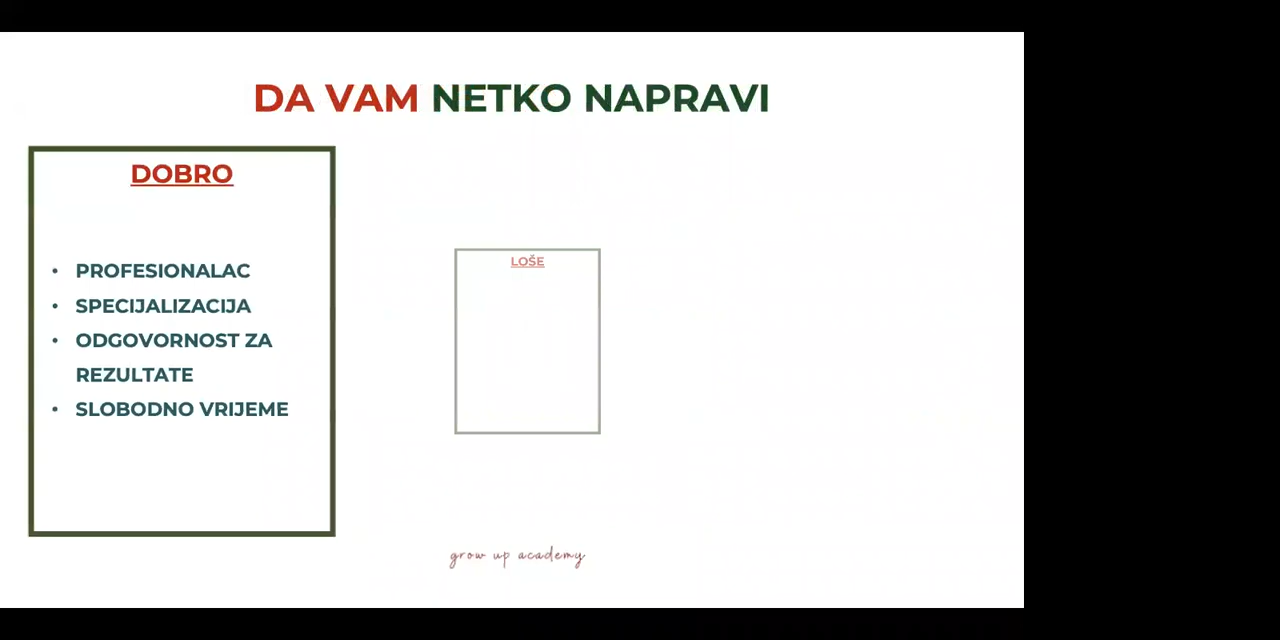 DA VAM NETKO NAPRAVI
DOBRO
• PROFESIONALAC
• SPECIJALIZACIJA
• ODGOVORNOST ZA
REZULTATE
• SLOBODNO VRIJEME
LOŠE
grow up academy